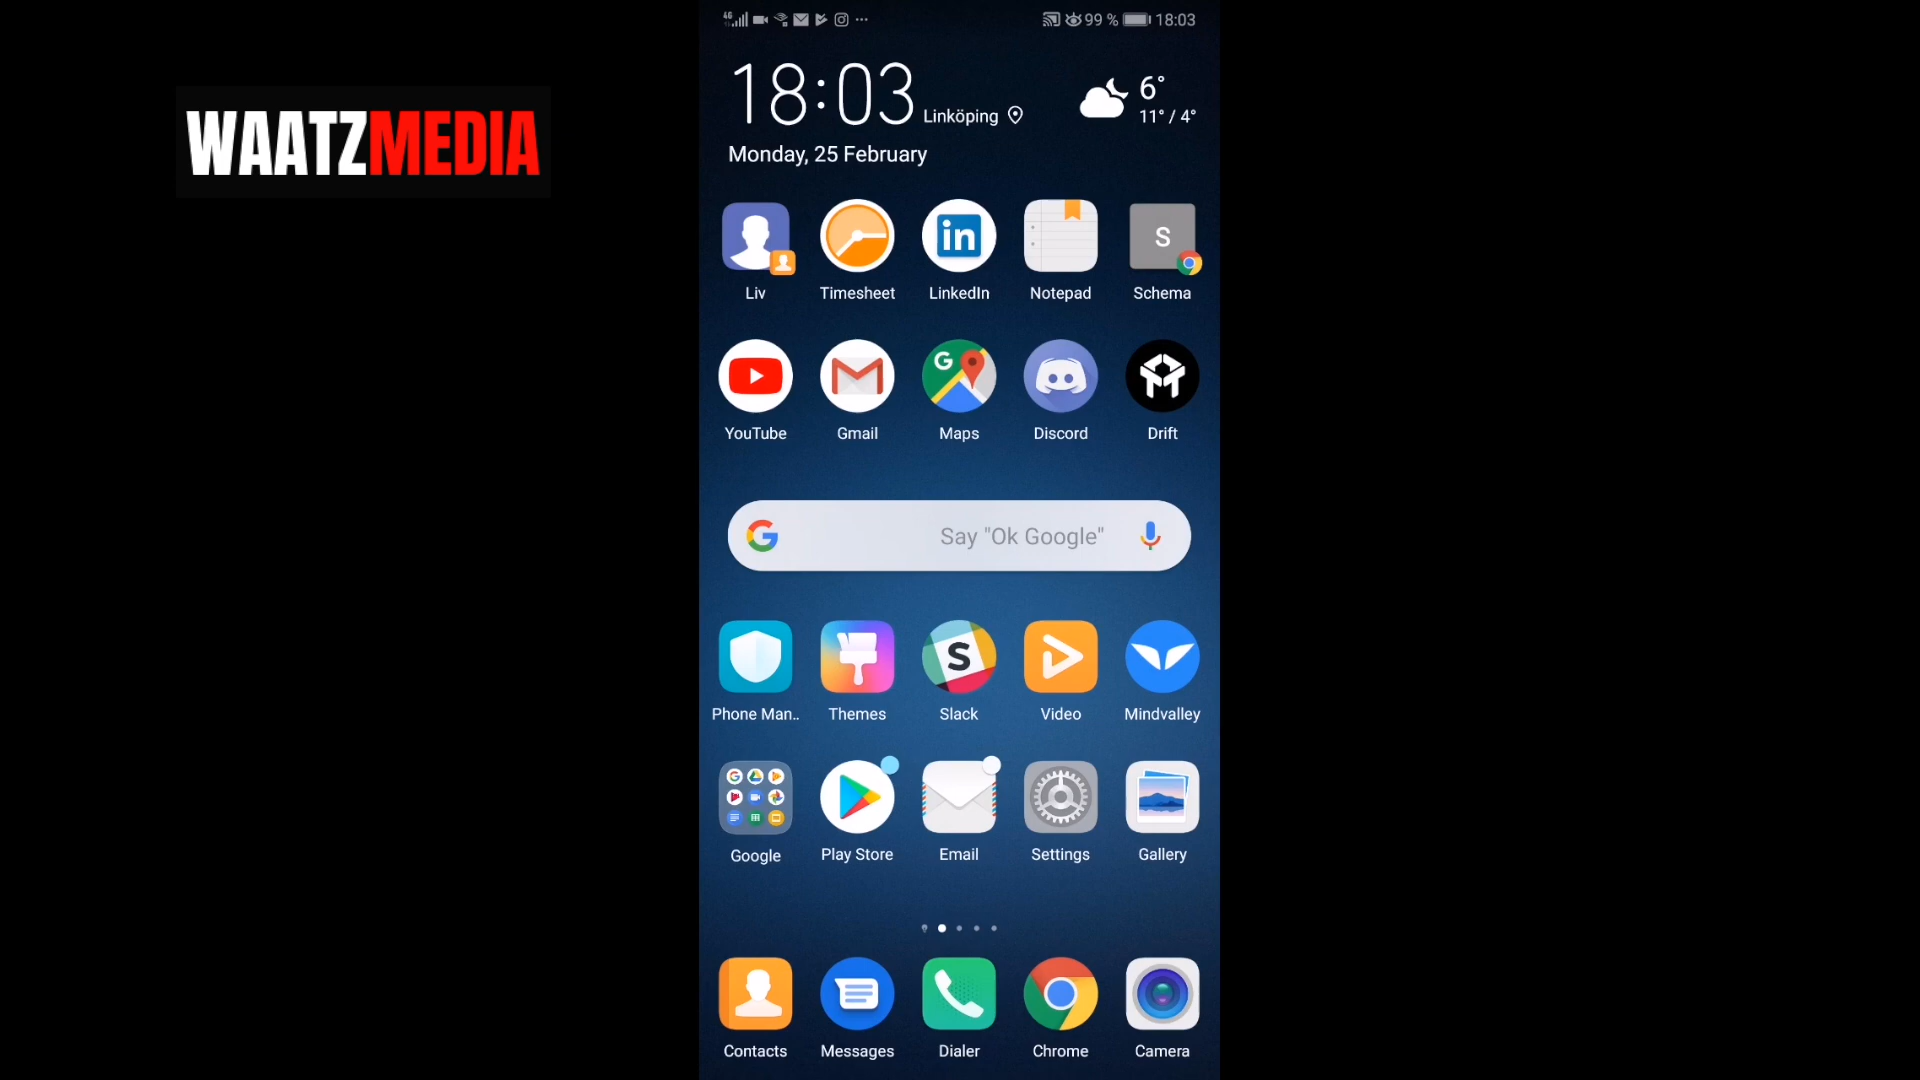 WAATZMEDIA
4G 99 % 18:03
18:03 Linköping 6°
11° / 4°
Monday, 25 February
S
Liv Timesheet LinkedIn Notepad Schema
YouTube Gmail Maps Discord Drift
Say "Ok Google"
Phone Man.. Themes Slack Video Mindvalley
Google Play Store Email Settings Gallery
Contacts Messages Dialer Chrome Camera